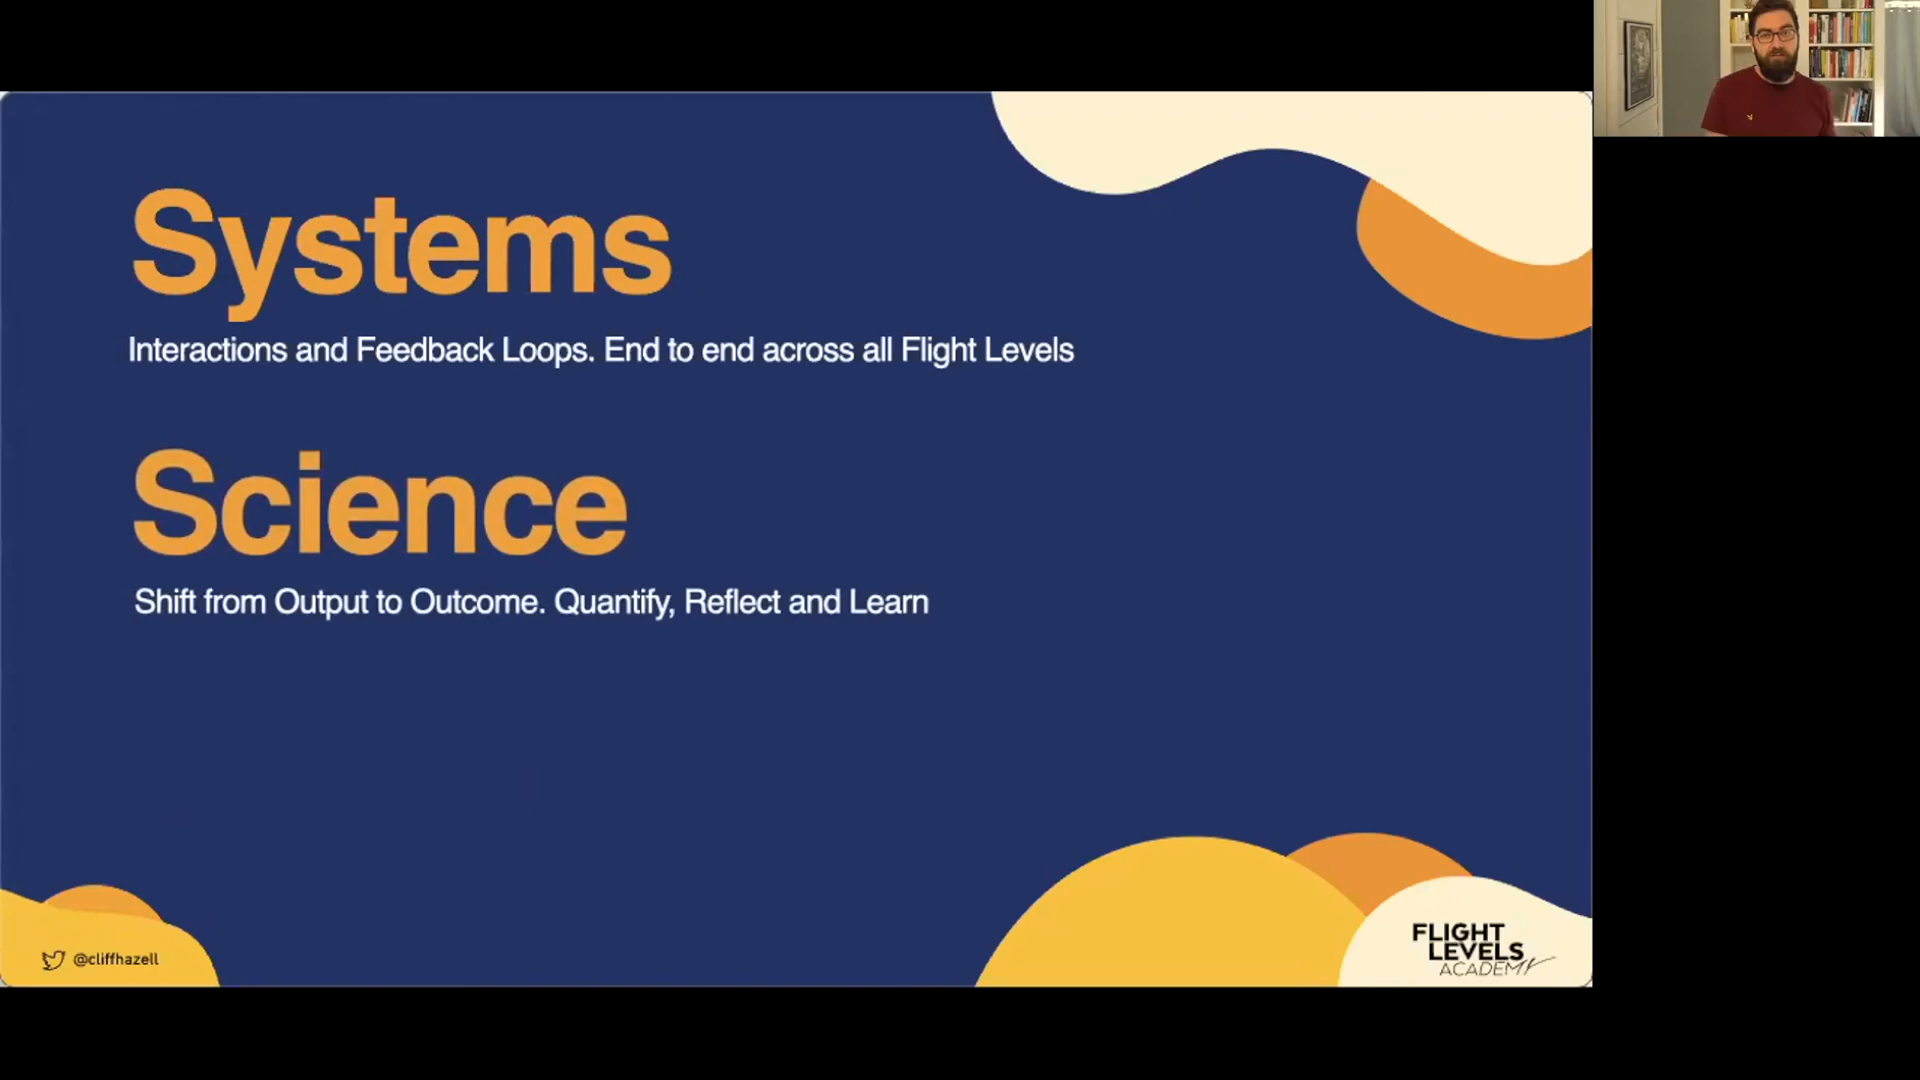 Systems
Interactions and Feedback Loops. End to end across all Flight Levels
Science
Shift from Output to Outcome. Quantify, Reflect and Learn
@cliffhazell
FLIGHT
LEVELS
ACADEMY